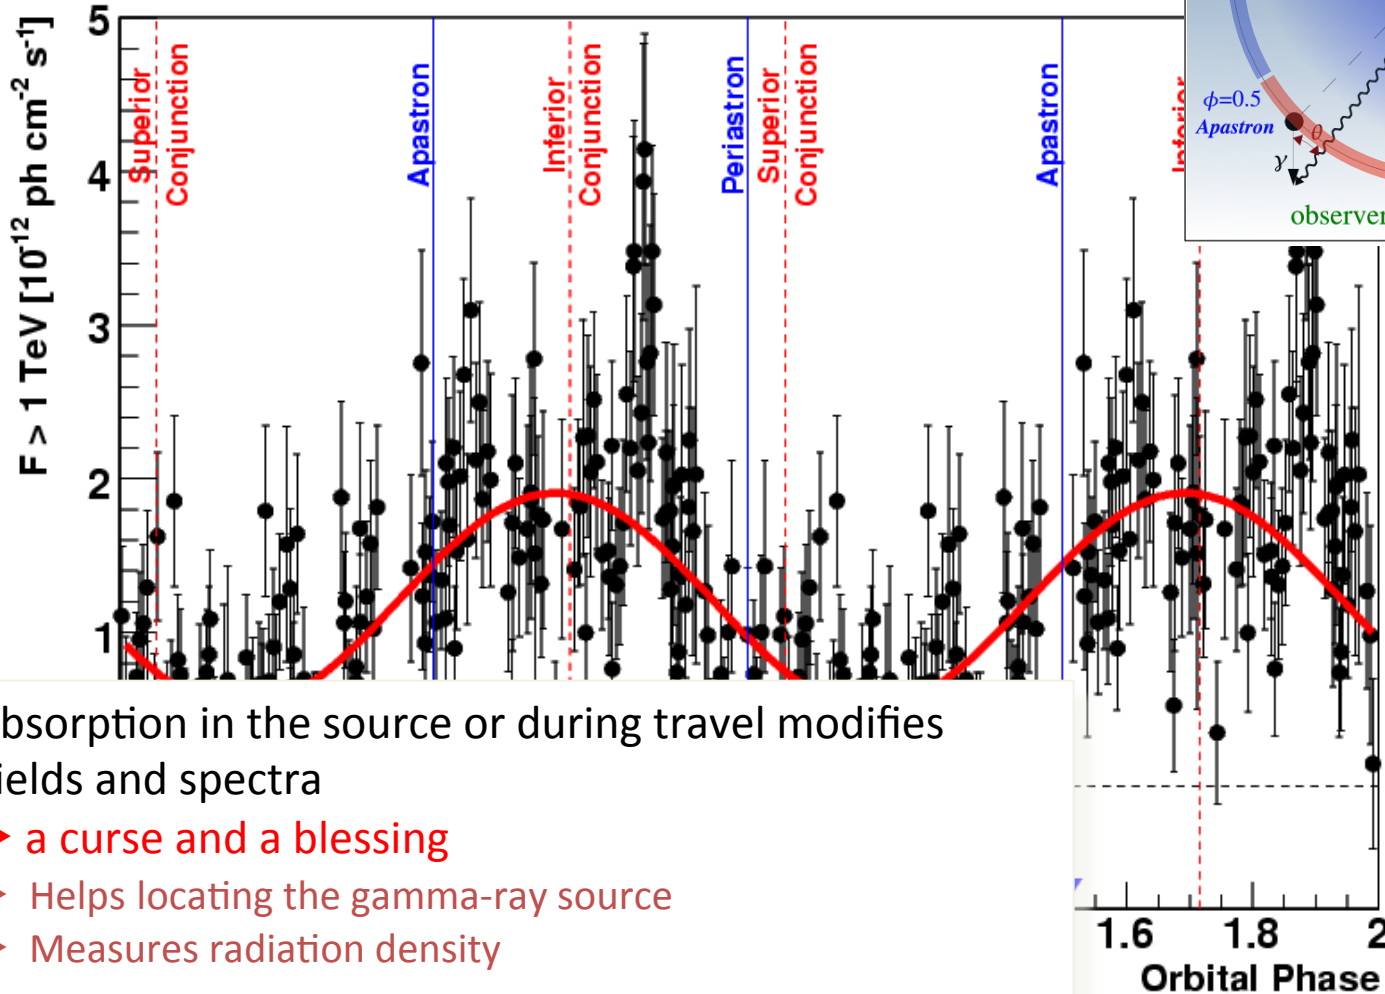 F > 1 TeV [10⁻¹² ph cm⁻² s⁻¹]
5
4
3
2
1
Superior
Conjunction
Apastron
Inferior
Conjunction
Periastron
Superior
Conjunction
Apastron
Inferior
ϕ=0.5
Apastron
θ
γ
observer
bsorption in the source or during travel modifies
ields and spectra
a curse and a blessing
Helps locating the gamma-ray source
Measures radiation density
1.6 1.8 2
Orbital Phase